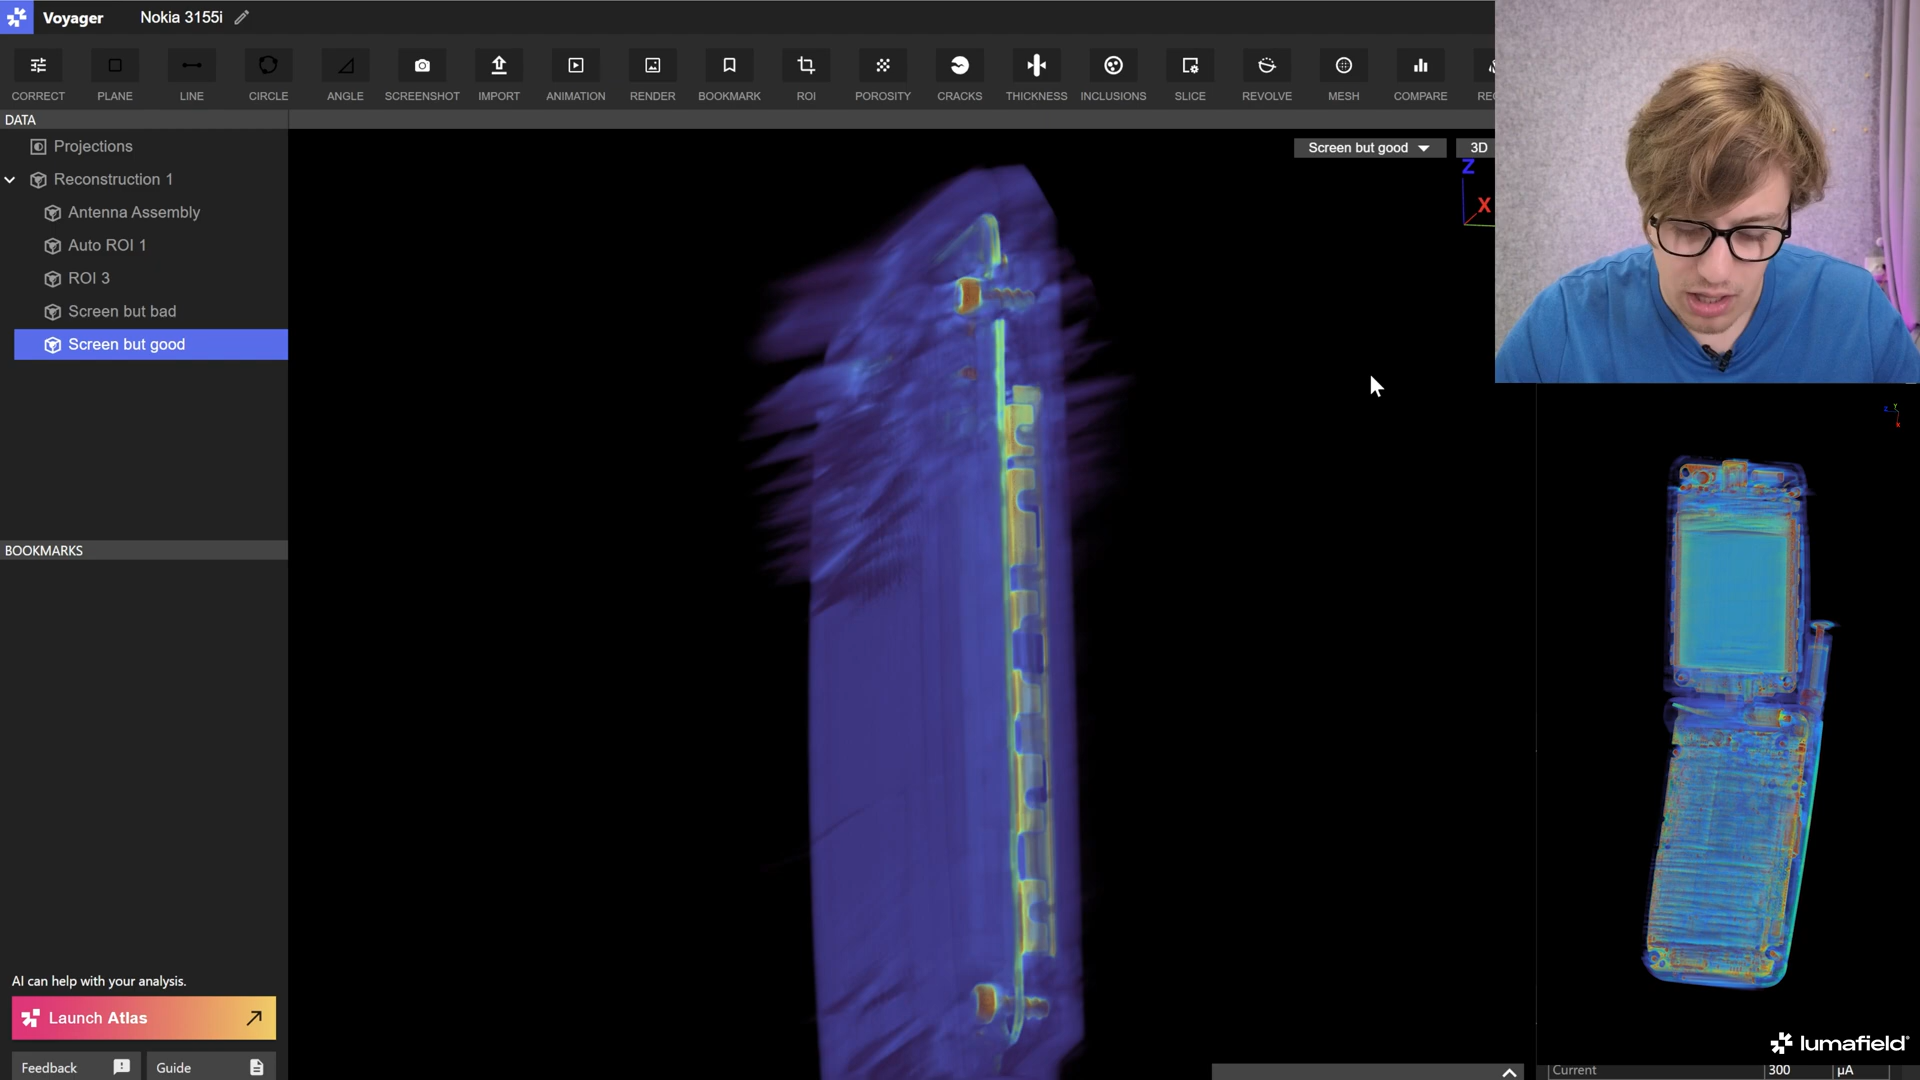 Voyager
Nokia 3155i
CORRECT
PLANE
LINE
CIRCLE
ANGLE
SCREENSHOT
IMPORT
ANIMATION
RENDER
BOOKMARK
ROI
POROSITY
CRACKS
THICKNESS
INCLUSIONS
SLICE
REVOLVE
MESH
COMPARE
DATA
Projections
Reconstruction 1
Antenna Assembly
Auto ROI 1
ROI 3
Screen but bad
Screen but good
Screen but good
3D
Z
X
BOOKMARKS
AI can help with your analysis.
Launch Atlas
Feedback
Guide
lumafield
Current
300
µA